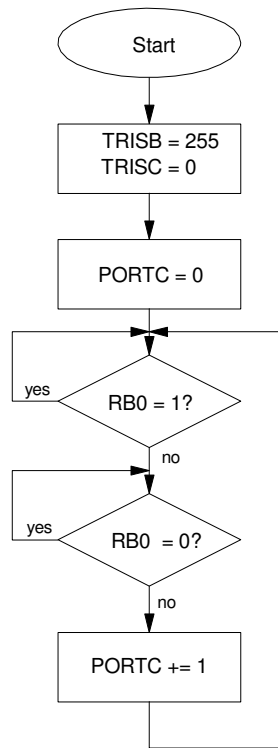 Start
TRISB = 255
TRISC = 0
PORTC = 0
RB0 = 1?
yes
no
RB0 = 0?
yes
no
PORTC += 1